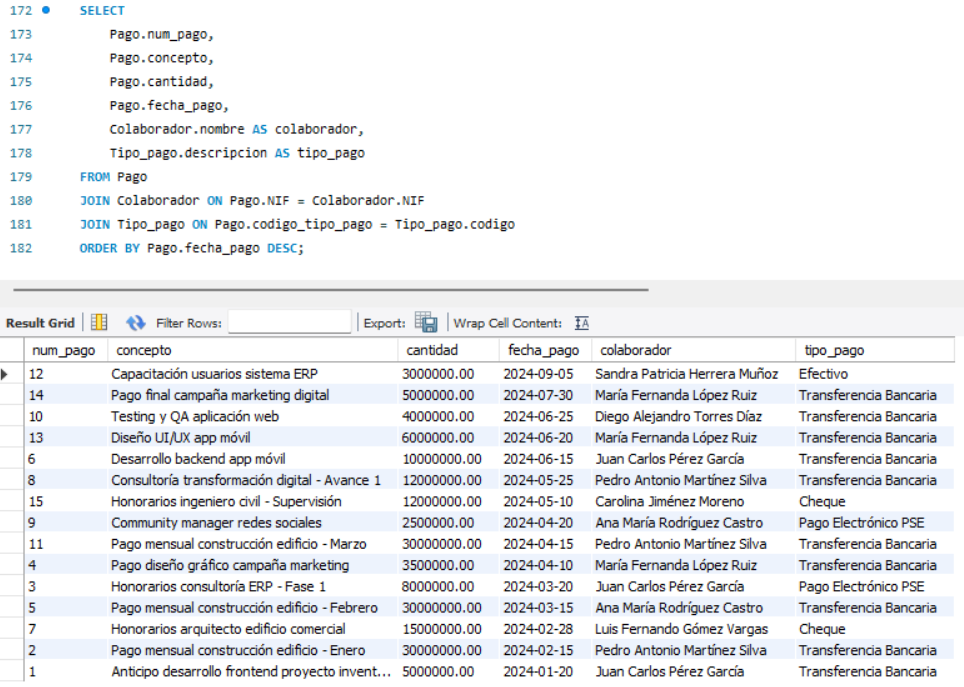 172 SELECT
173 Pago.num_pago,
174 Pago.concepto,
175 Pago.cantidad,
176 Pago.fecha_pago,
177 Colaborador.nombre AS colaborador,
178 Tipo_pago.descripcion AS tipo_pago
179 FROM Pago
180 JOIN Colaborador ON Pago.NIF = Colaborador.NIF
181 JOIN Tipo_pago ON Pago.codigo_tipo_pago = Tipo_pago.codigo
182 ORDER BY Pago.fecha_pago DESC;
Result Grid Filter Rows: Export: Wrap Cell Content: IA
num_pago concepto cantidad fecha_pago colaborador tipo_pago
12 Capacitación usuarios sistema ERP 3000000.00 2024-09-05 Sandra Patricia Herrera Muñoz Efectivo
14 Pago final campaña marketing digital 5000000.00 2024-07-30 María Fernanda López Ruiz Transferencia Bancaria
10 Testing y QA aplicación web 4000000.00 2024-06-25 Diego Alejandro Torres Díaz Transferencia Bancaria
13 Diseño UI/UX app móvil 6000000.00 2024-06-20 María Fernanda López Ruiz Transferencia Bancaria
6 Desarrollo backend app móvil 10000000.00 2024-06-15 Juan Carlos Pérez García Transferencia Bancaria
8 Consultoría transformación digital - Avance 1 12000000.00 2024-05-25 Pedro Antonio Martínez Silva Transferencia Bancaria
15 Honorarios ingeniero civil - Supervisión 12000000.00 2024-05-10 Carolina Jiménez Moreno Cheque
9 Community manager redes sociales 2500000.00 2024-04-20 Ana María Rodríguez Castro Pago Electrónico PSE
11 Pago mensual construcción edificio - Marzo 30000000.00 2024-04-15 Pedro Antonio Martínez Silva Transferencia Bancaria
4 Pago diseño gráfico campaña marketing 3500000.00 2024-04-10 María Fernanda López Ruiz Transferencia Bancaria
3 Honorarios consultoría ERP - Fase 1 8000000.00 2024-03-20 Juan Carlos Pérez García Pago Electrónico PSE
5 Pago mensual construcción edificio - Febrero 30000000.00 2024-03-15 Ana María Rodríguez Castro Transferencia Bancaria
7 Honorarios arquitecto edificio comercial 15000000.00 2024-02-28 Luis Fernando Gómez Vargas Cheque
2 Pago mensual construcción edificio - Enero 30000000.00 2024-02-15 Pedro Antonio Martínez Silva Transferencia Bancaria
1 Anticipo desarrollo frontend proyecto invent... 5000000.00 2024-01-20 Juan Carlos Pérez García Transferencia Bancaria